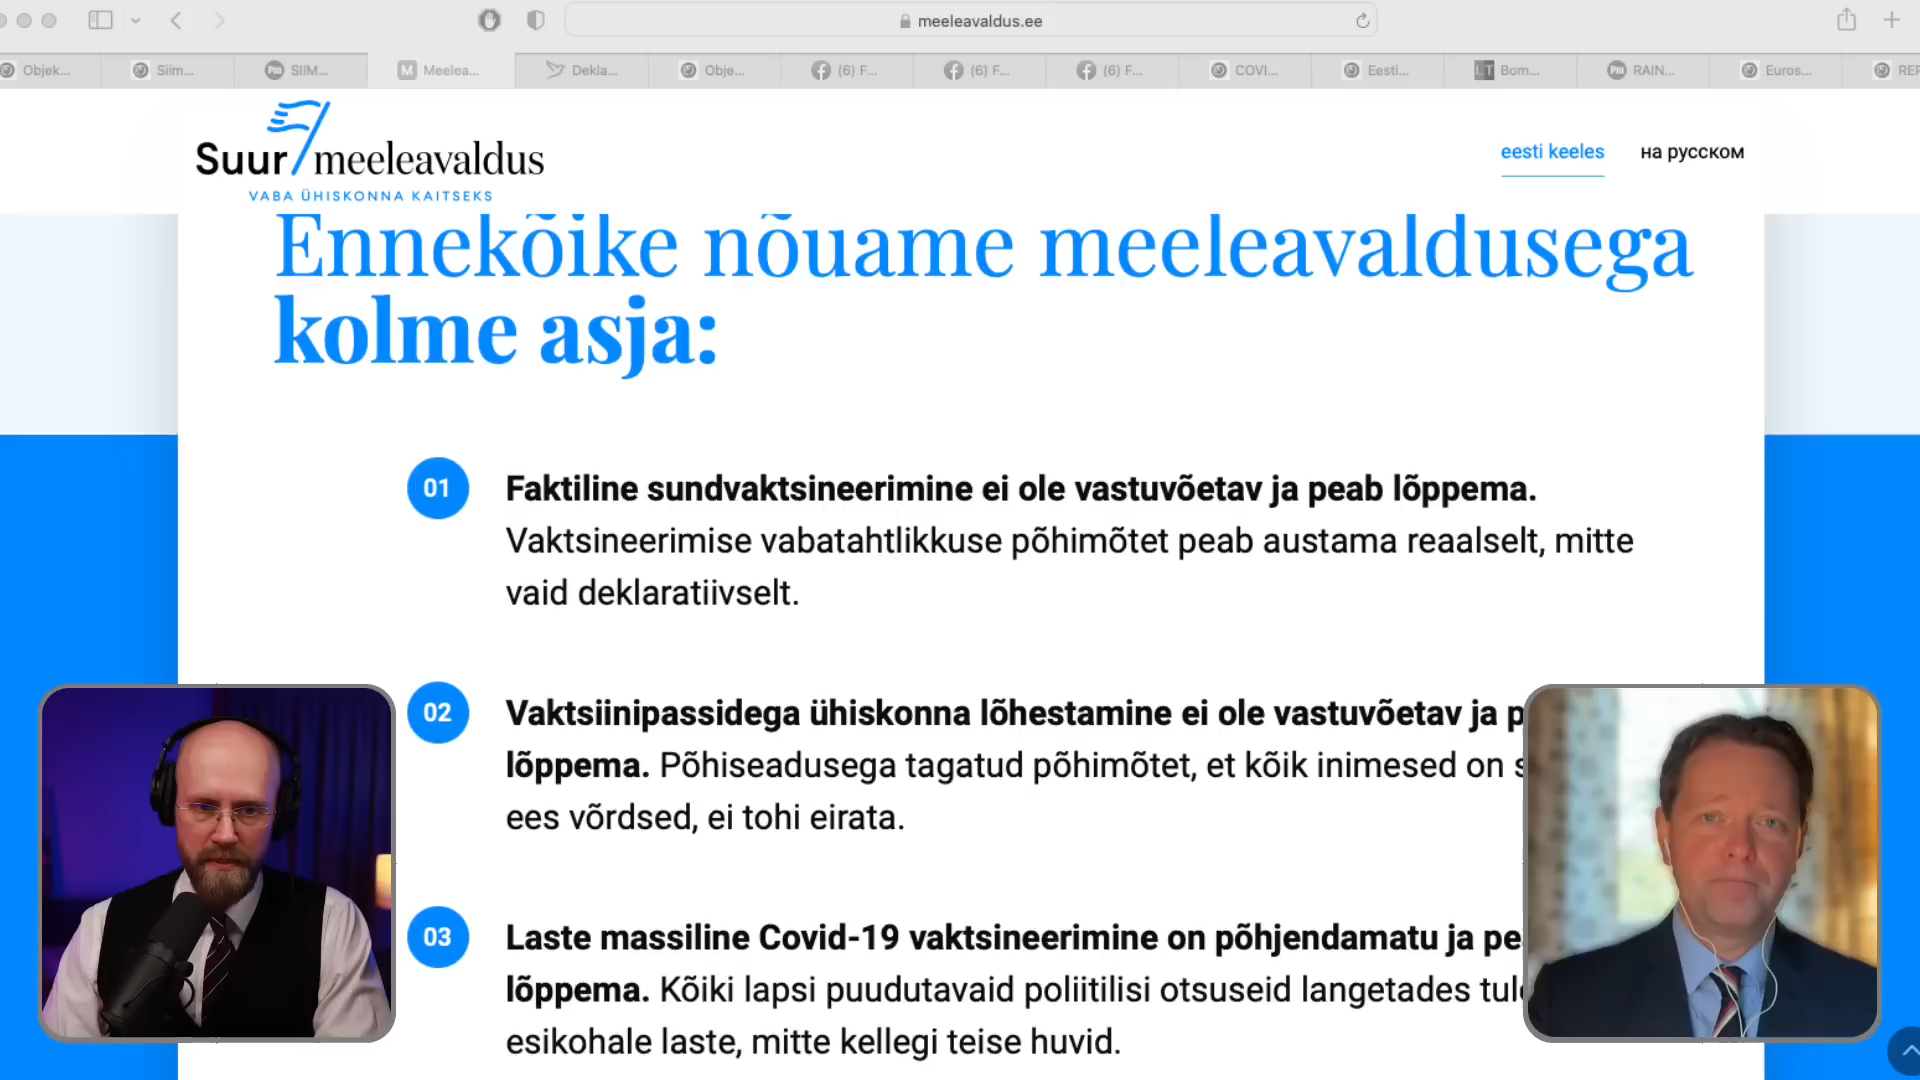 meeleavaldus.ee
Objek... Siim... SIIM... Meelea... Dekla... Obje... (6) F... (6) F... (6) F... COVI... Eesti... Bom... RAIN... Euros... REF
Suur meeleavaldus
VABA ÜHISKONNA KAITSEKS
eesti keeles на русском
Ennekõike nõuame meeleavaldusega
kolme asja:
01 Faktiline sundvaktsineerimine ei ole vastuvõetav ja peab lõppema.
Vaktsineerimise vabatahtlikkuse põhimõtet peab austama reaalselt, mitte
vaid deklaratiivselt.
02 Vaktsiinipassidega ühiskonna lõhestamine ei ole vastuvõetav ja p
lõppema. Põhiseadusega tagatud põhimõtet, et kõik inimesed on s
ees võrdsed, ei tohi eirata.
03 Laste massiline Covid-19 vaktsineerimine on põhjendamatu ja pe
lõppema. Kõiki lapsi puudutavaid poliitilisi otsuseid langetades tule
esikohale laste, mitte kellegi teise huvid.